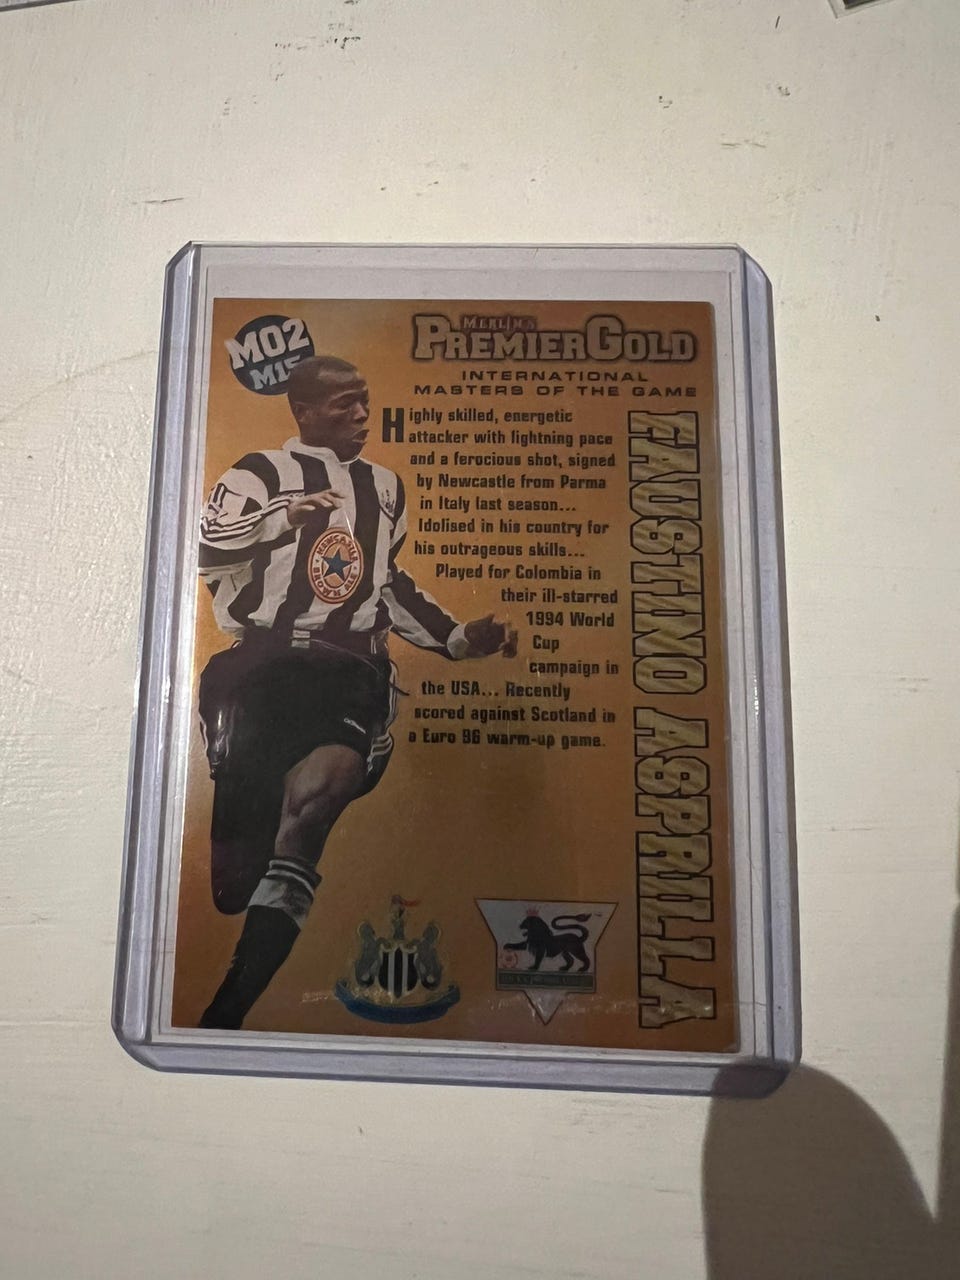 M02
M15
MERLIN'S
PREMIER GOLD
INTERNATIONAL
MASTERS OF THE GAME
Highly skilled, energetic
attacker with lightning pace
and a ferocious shot, signed
by Newcastle from Parma
in Italy last season...
Idolised in his country for
his outrageous skills...
Played for Colombia in
their ill-starred
1994 World
Cup
campaign in
the USA... Recently
scored against Scotland in
a Euro 96 warm-up game.
FAUSTINO ASPRILLA
NEWCASTLE
BROWN ALE
adidas